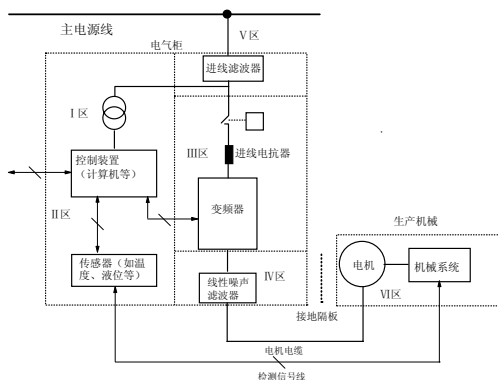 主电源线
V区
电气柜
进线滤波器
I区
III区
进线电抗器
控制装置
（计算机等）
变频器
II区
生产机械
传感器（如温
度、液位等）
线性噪声
滤波器
IV区
电机
机械系统
VI区
接地隔板
电机电缆
检测信号线